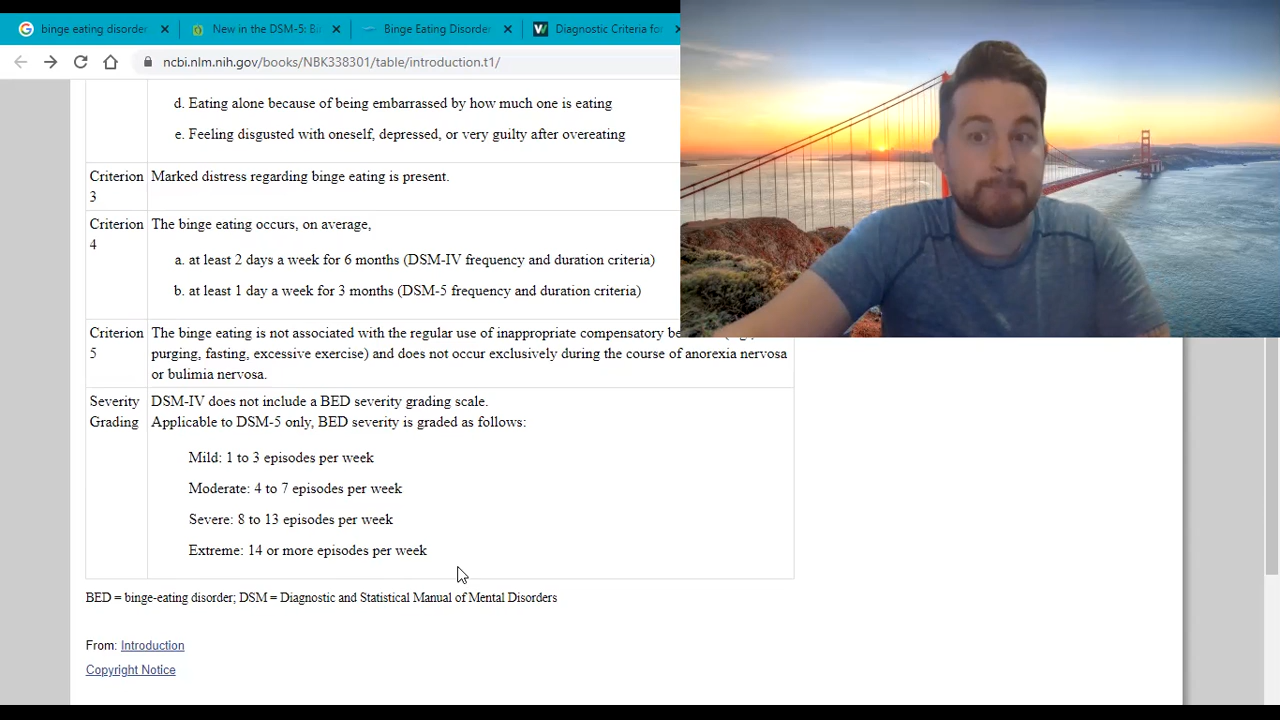 binge eating disorder
New in the DSM-5: Bi
Binge Eating Disorder
Diagnostic Criteria for
ncbi.nlm.nih.gov/books/NBK338301/table/introduction.t1/
d. Eating alone because of being embarrassed by how much one is eating
e. Feeling disgusted with oneself, depressed, or very guilty after overeating
Criterion 3
Marked distress regarding binge eating is present.
Criterion 4
The binge eating occurs, on average,
a. at least 2 days a week for 6 months (DSM-IV frequency and duration criteria)
b. at least 1 day a week for 3 months (DSM-5 frequency and duration criteria)
Criterion 5
The binge eating is not associated with the regular use of inappropriate compensatory
purging, fasting, excessive exercise) and does not occur exclusively during the course of anorexia nervosa
or bulimia nervosa.
Severity Grading
DSM-IV does not include a BED severity grading scale.
Applicable to DSM-5 only, BED severity is graded as follows:
Mild: 1 to 3 episodes per week
Moderate: 4 to 7 episodes per week
Severe: 8 to 13 episodes per week
Extreme: 14 or more episodes per week
BED = binge-eating disorder; DSM = Diagnostic and Statistical Manual of Mental Disorders
From: Introduction
Copyright Notice